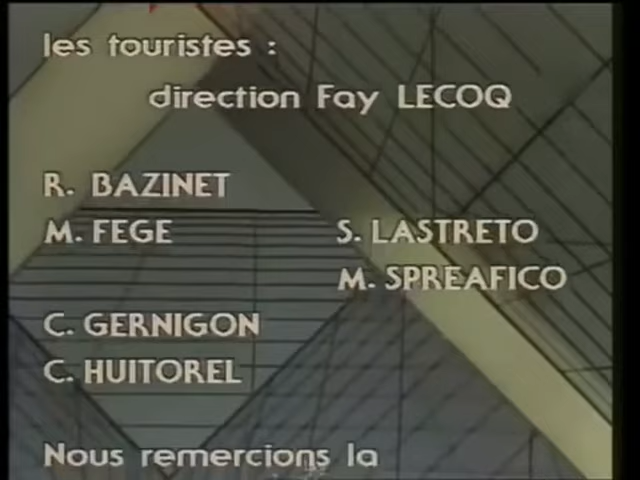 les touristes :
direction Fay LECOQ
R. BAZINET
M. FEGE
S. LASTRETO
M. SPREAFICO
C. GERNIGON
C. HUITOREL
Nous remercions la